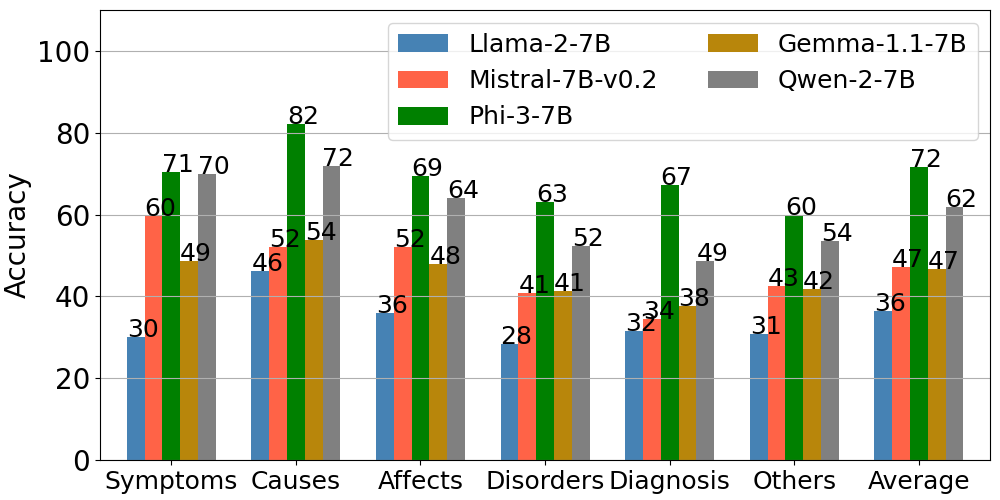 Accuracy
100
80
60
40
20
0
Llama-2-7B
Mistral-7B-v0.2
Phi-3-7B
Gemma-1.1-7B
Qwen-2-7B
30 60 71 49 70
46 52 82 54 72
36 52 69 48 64
28 41 63 41 52
32 34 67 38 49
31 43 60 42 54
36 47 72 47 62
Symptoms Causes Affects Disorders Diagnosis Others Average